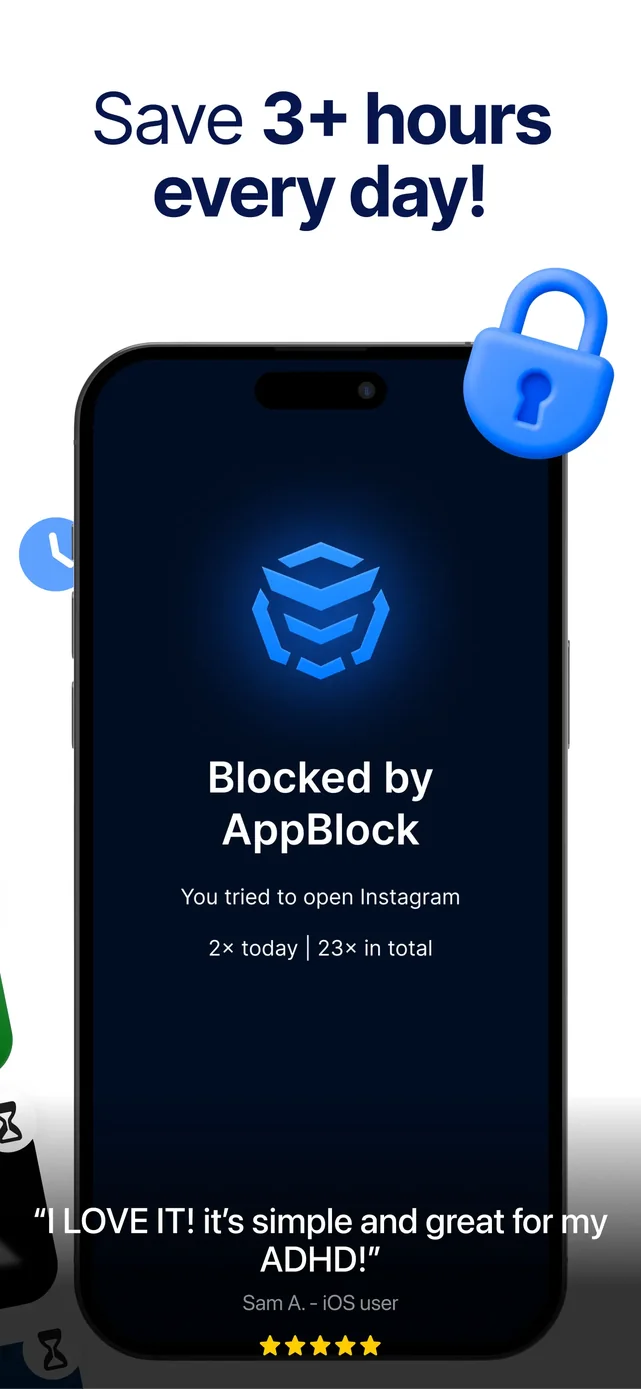 Save 3+ hours
every day!
Blocked by
AppBlock
You tried to open Instagram
2× today | 23× in total
“I LOVE IT! it’s simple and great for my
ADHD!”
Sam A. - iOS user